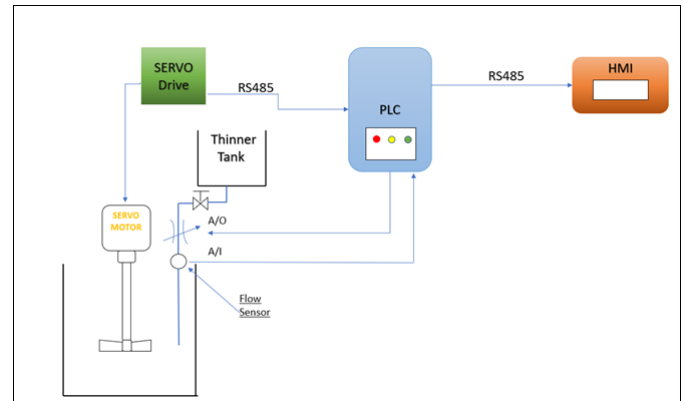 SERVO
Drive
RS485
PLC
RS485
HMI
Thinner
Tank
SERVO
MOTOR
A/O
A/I
Flow
Sensor